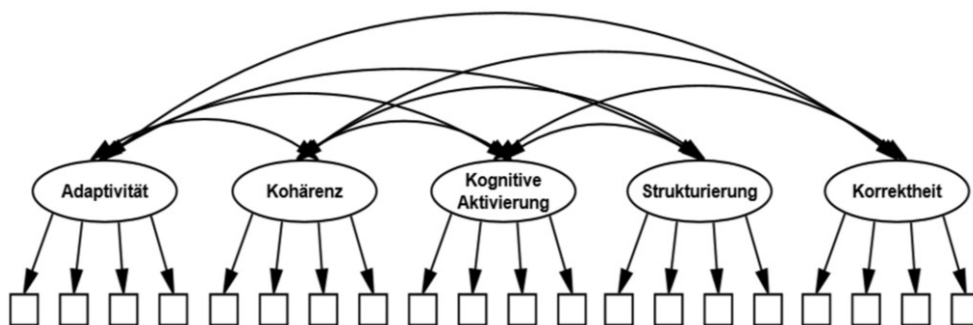 Adaptivität
Kohärenz
Kognitive
Aktivierung
Strukturierung
Korrektheit